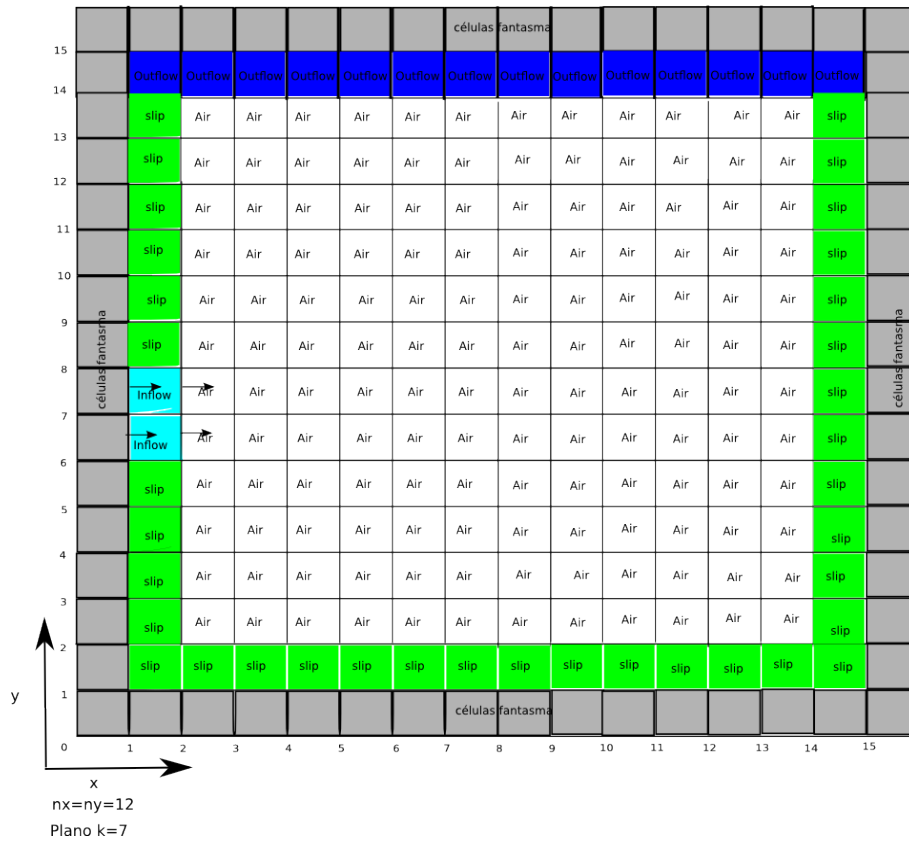 células fantasma
15
Outflow Outflow Outflow Outflow Outflow Outflow Outflow Outflow Outflow Outflow Outflow Outflow Outflow Outflow
14
slip Air Air Air Air Air Air Air Air Air Air Air Air slip
13
slip Air Air Air Air Air Air Air Air Air Air Air Air slip
12
slip Air Air Air Air Air Air Air Air Air Air Air Air slip
11
slip Air Air Air Air Air Air Air Air Air Air Air Air slip
10
slip Air Air Air Air Air Air Air Air Air Air Air Air slip
9
slip Air Air Air Air Air Air Air Air Air Air Air Air slip
células fantasma
células fantasma
8
Inflow Air Air Air Air Air Air Air Air Air Air Air Air slip
7
Inflow Air Air Air Air Air Air Air Air Air Air Air Air slip
6
slip Air Air Air Air Air Air Air Air Air Air Air Air slip
5
slip Air Air Air Air Air Air Air Air Air Air Air Air slip
4
slip Air Air Air Air Air Air Air Air Air Air Air Air slip
3
slip Air Air Air Air Air Air Air Air Air Air Air Air slip
2
slip slip slip slip slip slip slip slip slip slip slip slip slip slip
1
células fantasma
y
0 1 2 3 4 5 6 7 8 9 10 11 12 13 14 15
x
nx=ny=12
Plano k=7